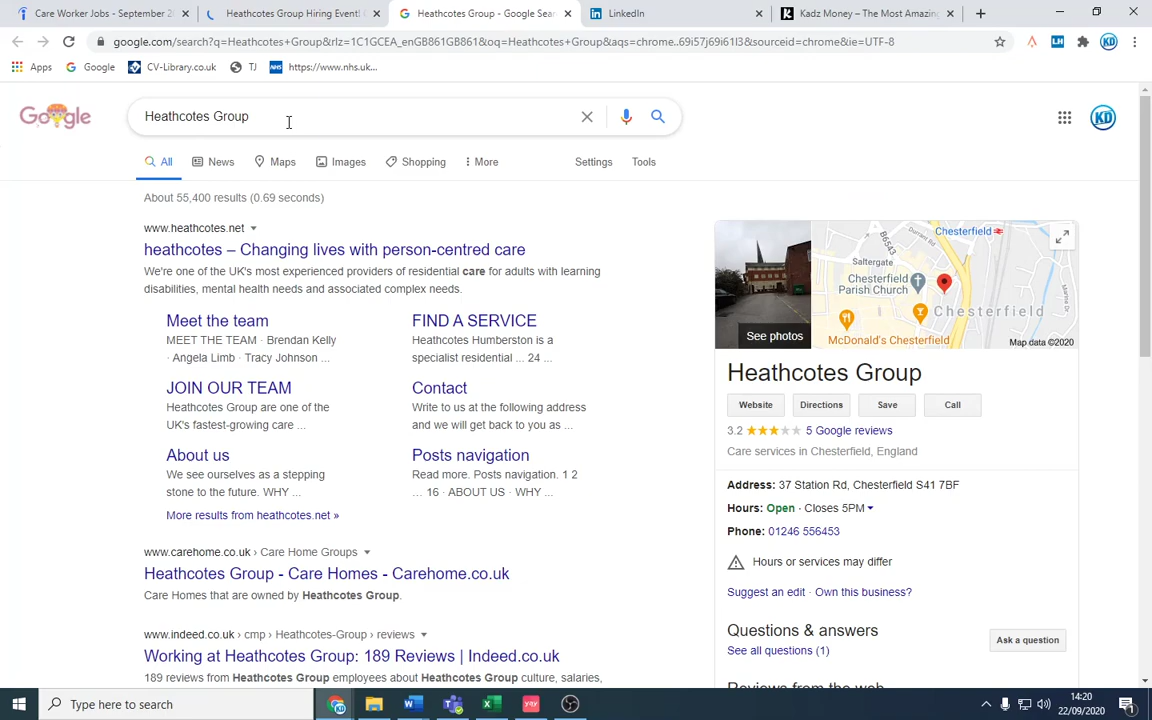 Care Worker Jobs - September 2
Heathcotes Group Hiring Event!
Heathcotes Group - Google Sear
LinkedIn
Kadz Money – The Most Amazing
google.com/search?q=Heathcotes+Group&rlz=1C1GCEA_enGB861GB861&oq=Heathcotes+Group&aqs=chrome..69i57j69i61l3&sourceid=chrome&ie=UTF-8
LH
KD
Apps
Google
CV-Library.co.uk
TJ
NHS
https://www.nhs.uk...
Google
Heathcotes Group
KD
All
News
Maps
Images
Shopping
More
Settings
Tools
About 55,400 results (0.69 seconds)
www.heathcotes.net
heathcotes – Changing lives with person-centred care
We're one of the UK's most experienced providers of residential care for adults with learning
disabilities, mental health needs and associated complex needs.
Meet the team
MEET THE TEAM · Brendan Kelly
· Angela Limb · Tracy Johnson ...
FIND A SERVICE
Heathcotes Humberston is a
specialist residential ... 24 ...
JOIN OUR TEAM
Heathcotes Group are one of the
UK's fastest-growing care ...
Contact
Write to us at the following address
and we will get back to you as ...
About us
We see ourselves as a stepping
stone to the future. WHY ...
Posts navigation
Read more. Posts navigation. 1 2
... 16 · ABOUT US · WHY ...
More results from heathcotes.net »
www.carehome.co.uk › Care Home Groups
Heathcotes Group - Care Homes - Carehome.co.uk
Care Homes that are owned by Heathcotes Group.
www.indeed.co.uk › cmp › Heathcotes-Group › reviews
Working at Heathcotes Group: 189 Reviews | Indeed.co.uk
189 reviews from Heathcotes Group employees about Heathcotes Group culture, salaries,
See photos
Chesterfield
B6543
Saltergate
Chesterfield
Parish Church
Chesterfield
McDonald's Chesterfield
Map data ©2020
Heathcotes Group
Website
Directions
Save
Call
3.2
5 Google reviews
Care services in Chesterfield, England
Address: 37 Station Rd, Chesterfield S41 7BF
Hours: Open · Closes 5PM
Phone: 01246 556453
Hours or services may differ
Suggest an edit · Own this business?
Questions & answers
See all questions (1)
Ask a question
Reviews from the web
Type here to search
yay
14:20
22/09/2020
1